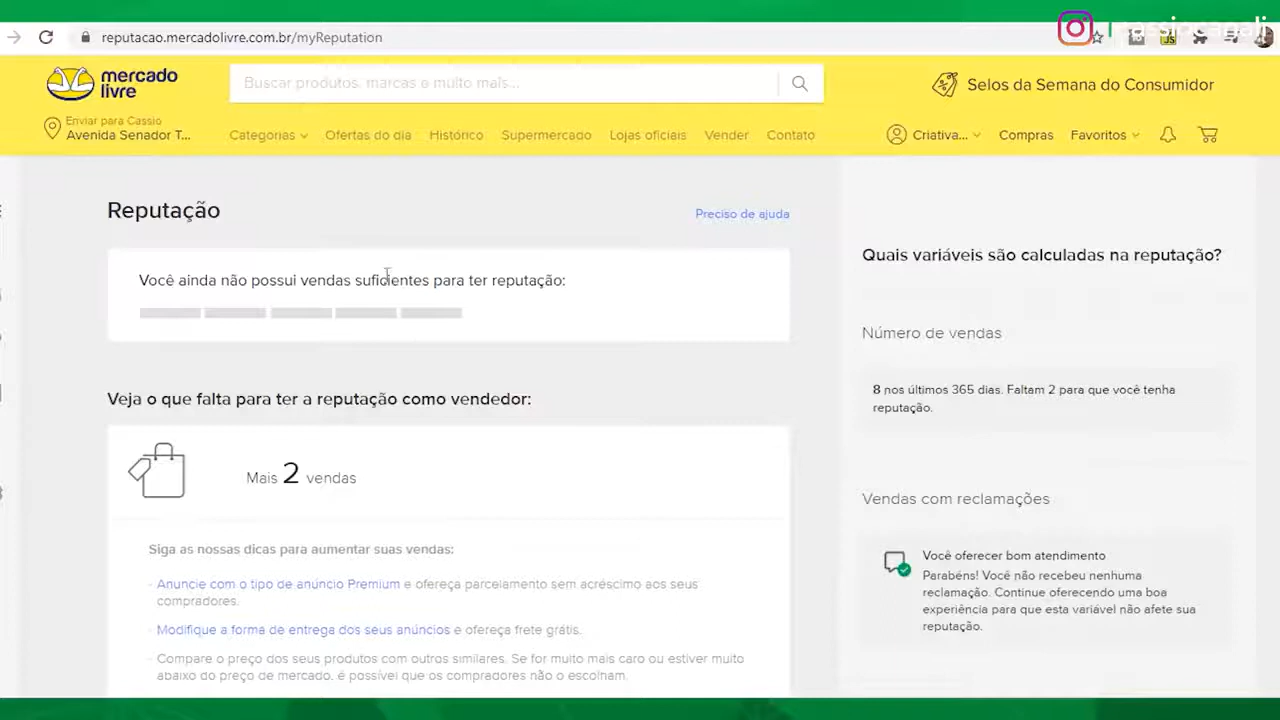 cassiocanali
reputacao.mercadolivre.com.br/myReputation
JS
mercado
livre
Buscar produtos, marcas e muito mais...
Selos da Semana do Consumidor
Enviar para Cassio
Avenida Senador T...
Categorias
Ofertas do dia
Histórico
Supermercado
Lojas oficiais
Vender
Contato
Criativa...
Compras
Favoritos
Reputação
Preciso de ajuda
Você ainda não possui vendas suficientes para ter reputação:
Veja o que falta para ter a reputação como vendedor:
Mais 2 vendas
Siga as nossas dicas para aumentar suas vendas:
- Anuncie com o tipo de anúncio Premium e ofereça parcelamento sem acréscimo aos seus
compradores.
- Modifique a forma de entrega dos seus anúncios e ofereça frete grátis.
- Compare o preço dos seus produtos com outros similares. Se for muito mais caro ou estiver muito
abaixo do preço de mercado, é possível que os compradores não o escolham.
Quais variáveis são calculadas na reputação?
Número de vendas
8 nos últimos 365 dias. Faltam 2 para que você tenha
reputação.
Vendas com reclamações
Você oferecer bom atendimento
Parabéns! Você não recebeu nenhuma
reclamação. Continue oferecendo uma boa
experiência para que esta variável não afete sua
reputação.